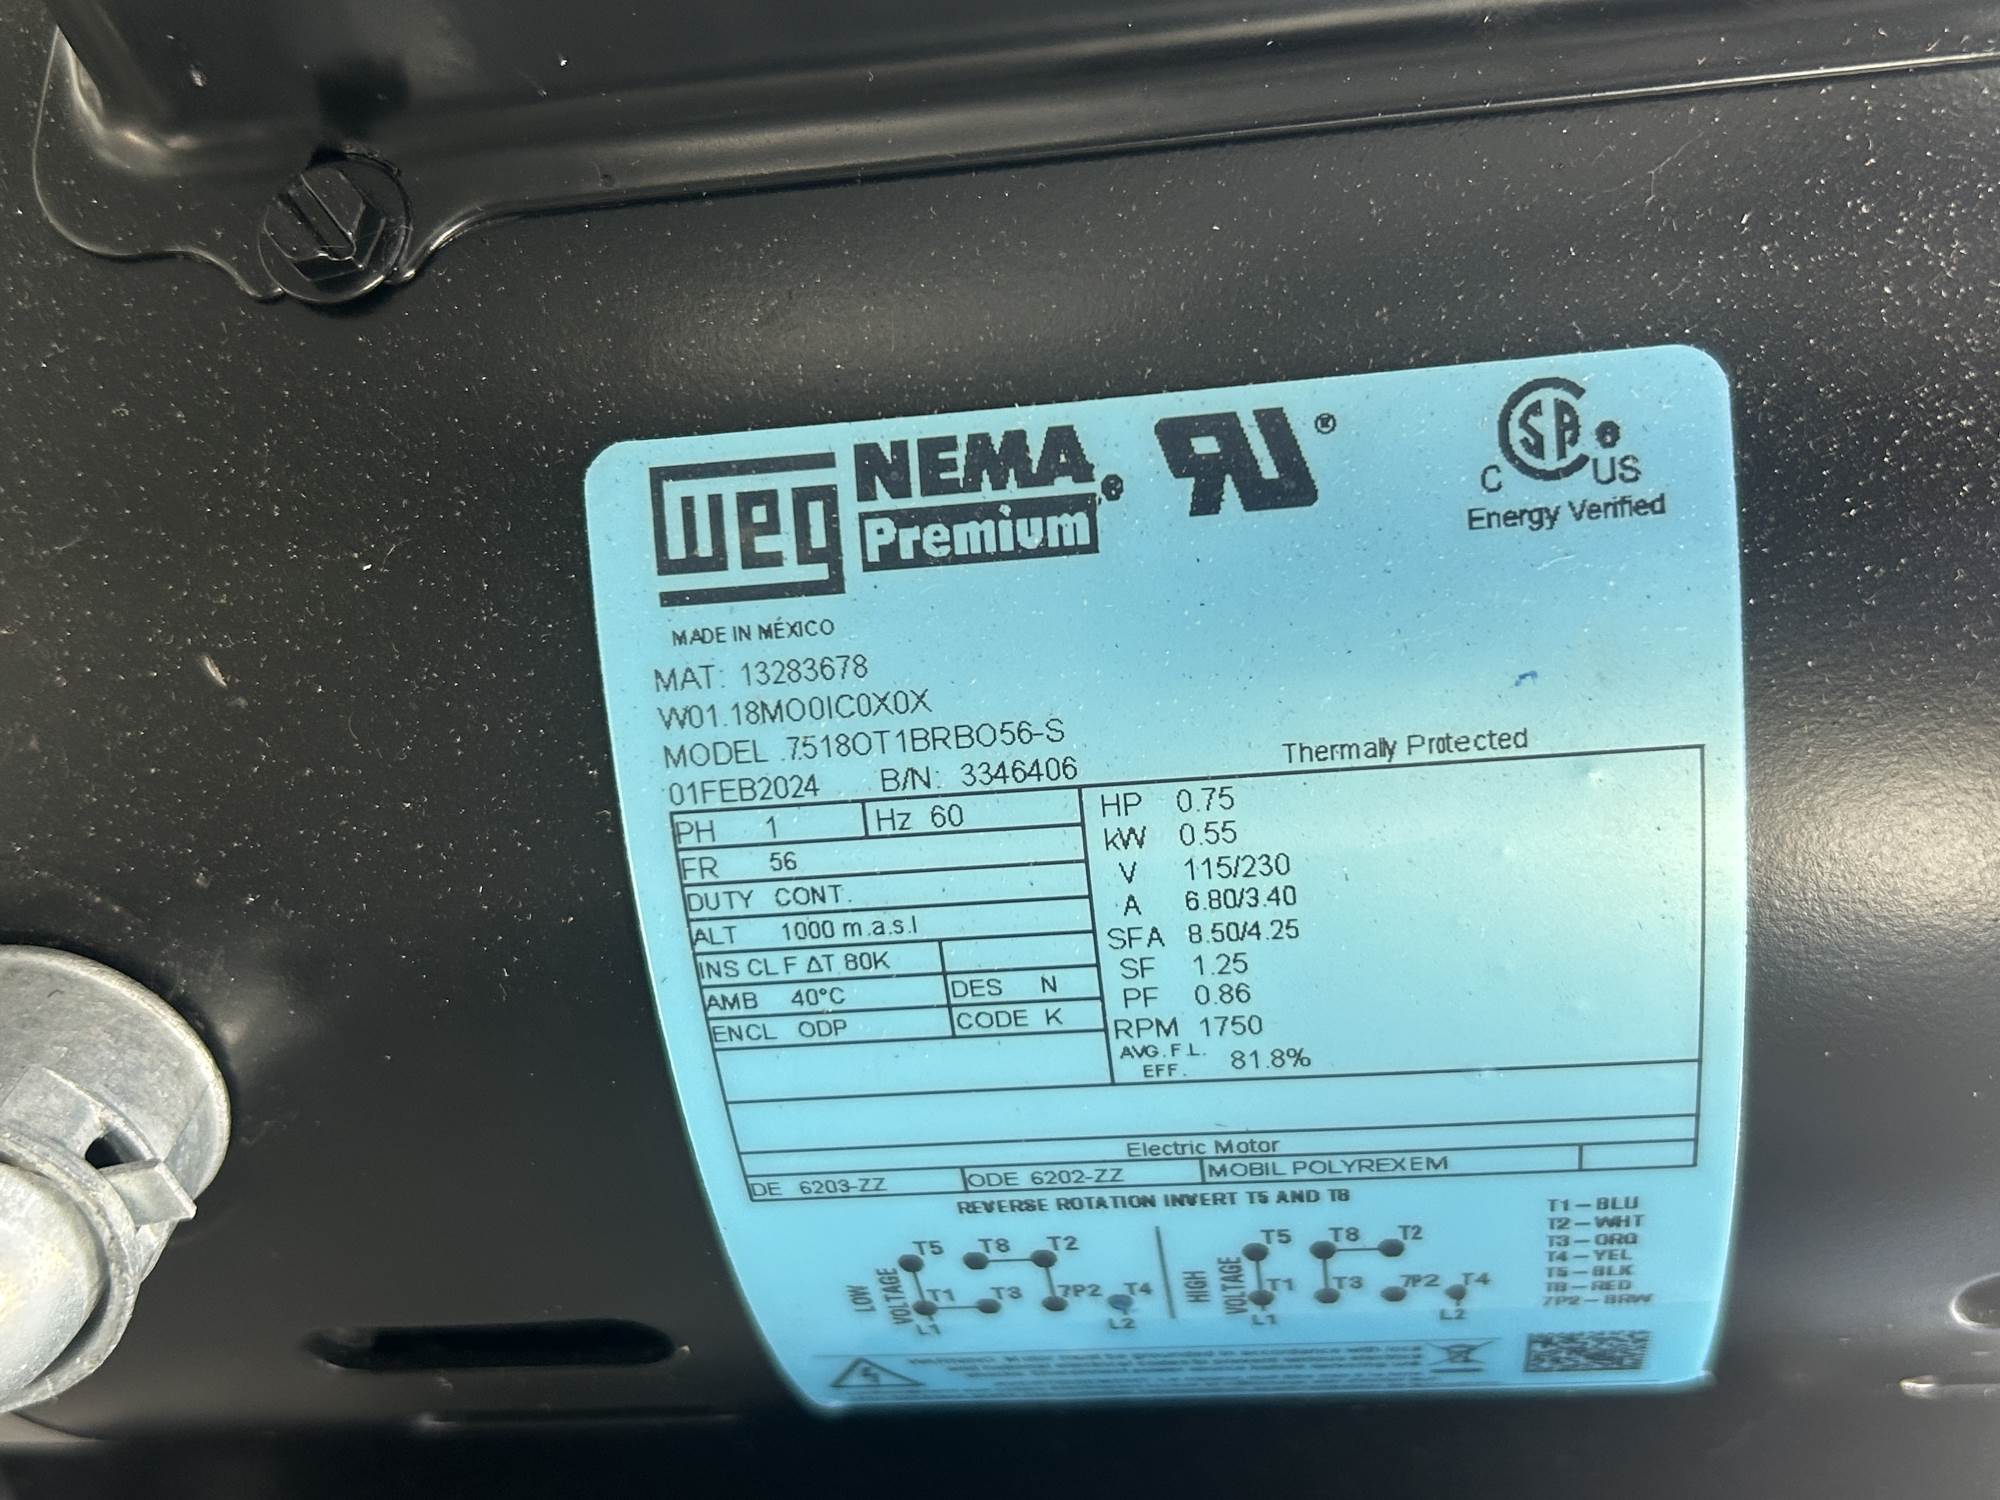 weg NEMA Premium ® RU ®
C SA ® US
Energy Verified
MADE IN MÉXICO
MAT: 13283678
W01.18MO0IC0X0X
MODEL .7518OT1BRBO56-S
01FEB2024 B/N: 3346406
Thermally Protected
PH 1 Hz 60
FR 56
DUTY CONT.
ALT 1000 m.a.s.l
INS CL F ΔT 80K
AMB 40°C DES N
ENCL ODP CODE K
HP 0.75
kW 0.55
V 115/230
A 6.80/3.40
SFA 8.50/4.25
SF 1.25
PF 0.86
RPM 1750
AVG. F.L. EFF. 81.8%
Electric Motor
DE 6203-ZZ ODE 6202-ZZ MOBIL POLYREX EM
REVERSE ROTATION INVERT T5 AND T8
LOW VOLTAGE
T5 T8 T2
T1 T3 7P2 T4
L1 L2
HIGH VOLTAGE
T5 T8 T2
T1 T3 7P2 T4
L1 L2
T1-BLU
T2-WHT
T3-ORG
T4-YEL
T5-BLK
T8-RED
7P2-BRW